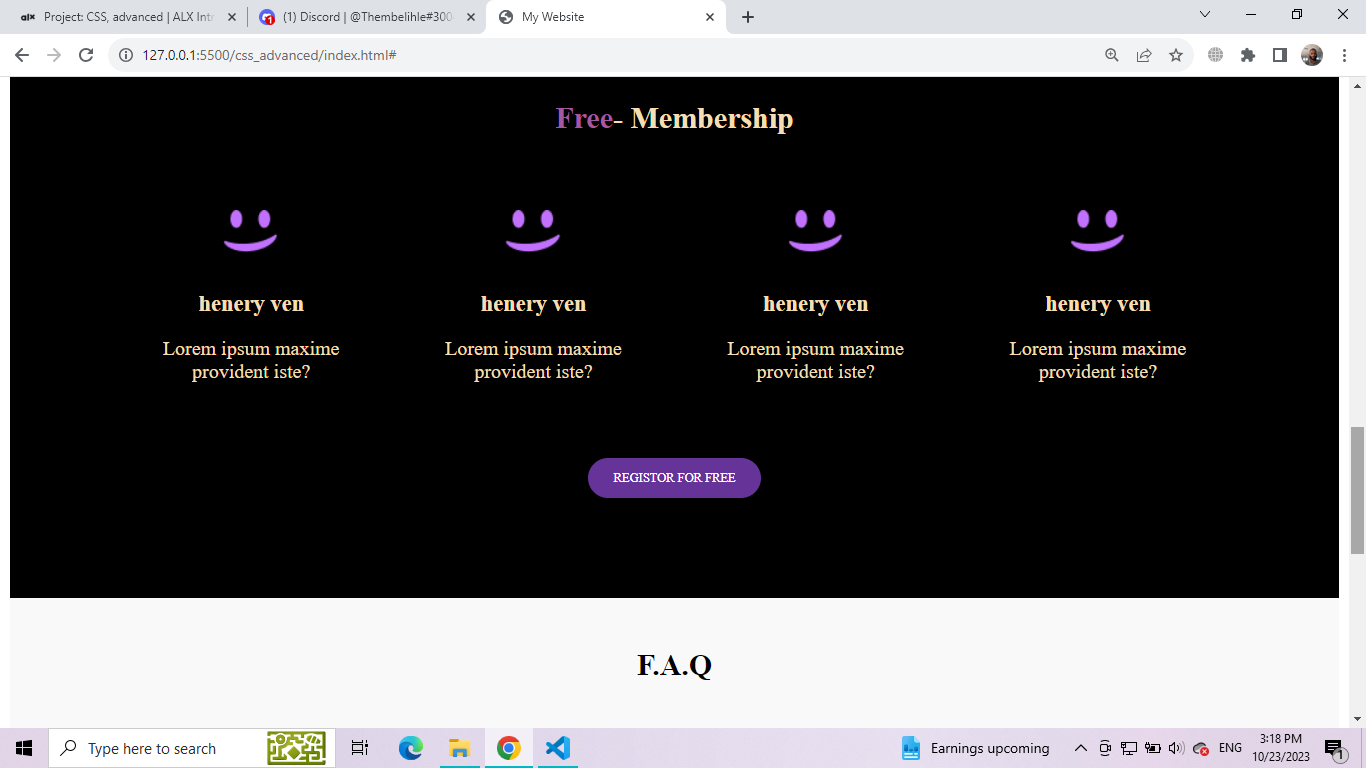 alx Project: CSS, advanced | ALX Intr
(1) Discord | @Thembelihle#300
My Website
127.0.0.1:5500/css_advanced/index.html#
Free- Membership
henery ven henery ven henery ven henery ven
Lorem ipsum maxime Lorem ipsum maxime Lorem ipsum maxime Lorem ipsum maxime
provident iste? provident iste? provident iste? provident iste?
REGISTOR FOR FREE
F.A.Q
Type here to search
Earnings upcoming
ENG
3:18 PM
10/23/2023
1